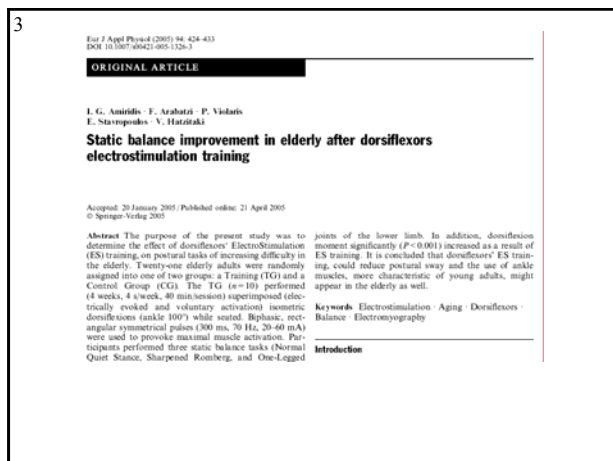 3
Eur J Appl Physiol (2005) 94: 424–433
DOI 10.1007/s00421-005-1326-3
ORIGINAL ARTICLE
I. G. Amiridis · F. Arabatzi · P. Violaris
E. Stavropoulos · V. Hatzitaki
Static balance improvement in elderly after dorsiflexors
electrostimulation training
Accepted: 20 January 2005 / Published online: 21 April 2005
© Springer-Verlag 2005
Abstract The purpose of the present study was to
determine the effect of dorsiflexors' ElectroStimulation
(ES) training, on postural tasks of increasing difficulty in
the elderly. Twenty-one elderly adults were randomly
assigned into one of two groups: a Training (TG) and a
Control Group (CG). The TG (n=10) performed
(4 weeks, 4 s/week, 40 min/session) superimposed (elec-
trically evoked and voluntary activation) isometric
dorsiflexions (ankle 100°) while seated. Biphasic, rect-
angular symmetrical pulses (300 ms, 70 Hz, 20–60 mA)
were used to provoke maximal muscle activation. Par-
ticipants performed three static balance tasks (Normal
Quiet Stance, Sharpened Romberg, and One-Legged
joints of the lower limb. In addition, dorsiflexion
moment significantly (P<0.001) increased as a result of
ES training. It is concluded that dorsiflexors' ES train-
ing, could reduce postural sway and the use of ankle
muscles, more characteristic of young adults, might
appear in the elderly as well.
Keywords Electrostimulation · Aging · Dorsiflexors ·
Balance · Electromyography
Introduction